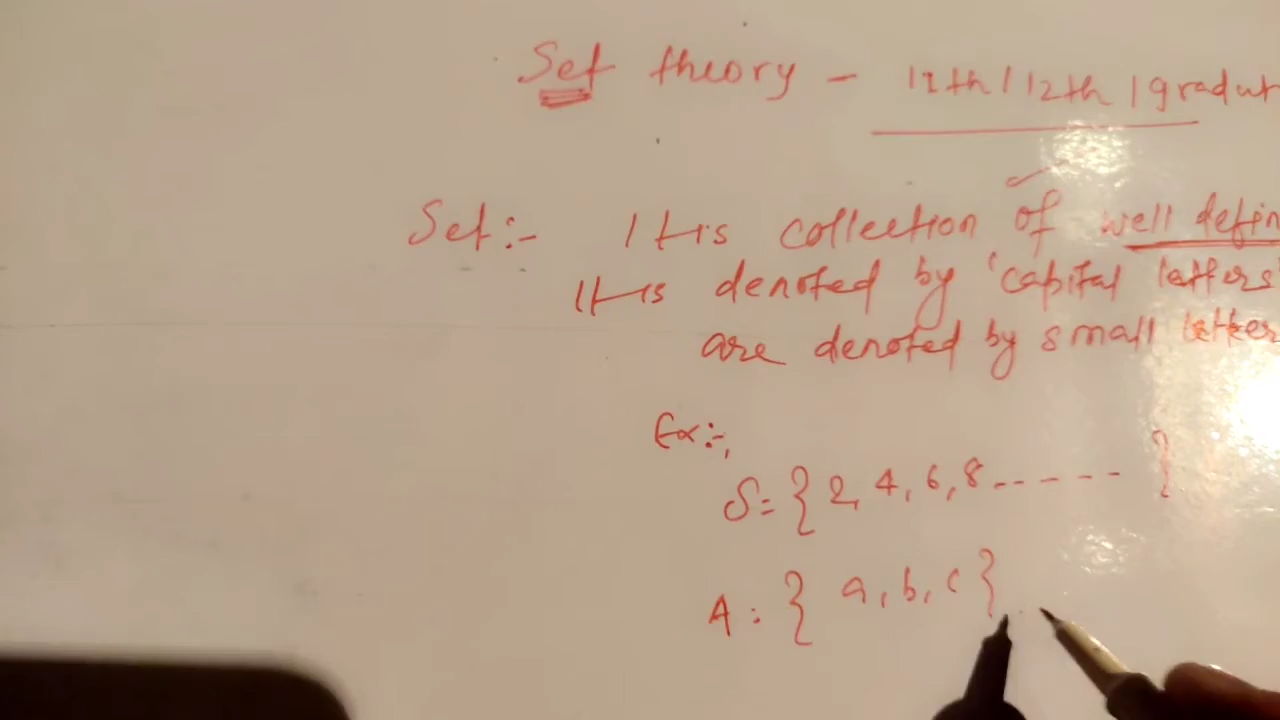 Set theory - 11th / 12th / graduat
Set:- It is collection of well defin
It is denoted by 'capital letters'
are denoted by small letter
Ex:-,
S = { 2, 4, 6, 8 ------ }
A : { a, b, c }